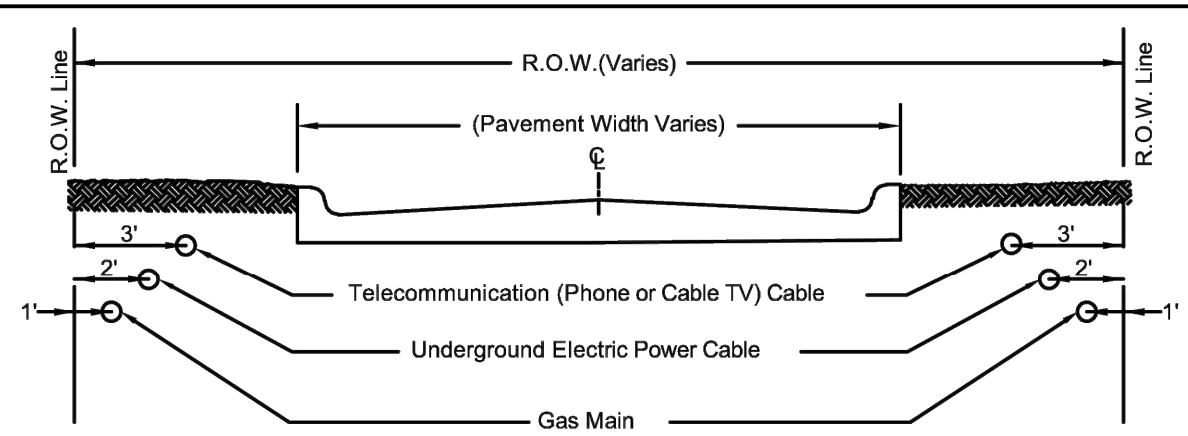 R.O.W. Line
R.O.W.(Varies)
R.O.W. Line
(Pavement Width Varies)
℄
3'
3'
2'
2'
Telecommunication (Phone or Cable TV) Cable
1'
1'
Underground Electric Power Cable
Gas Main